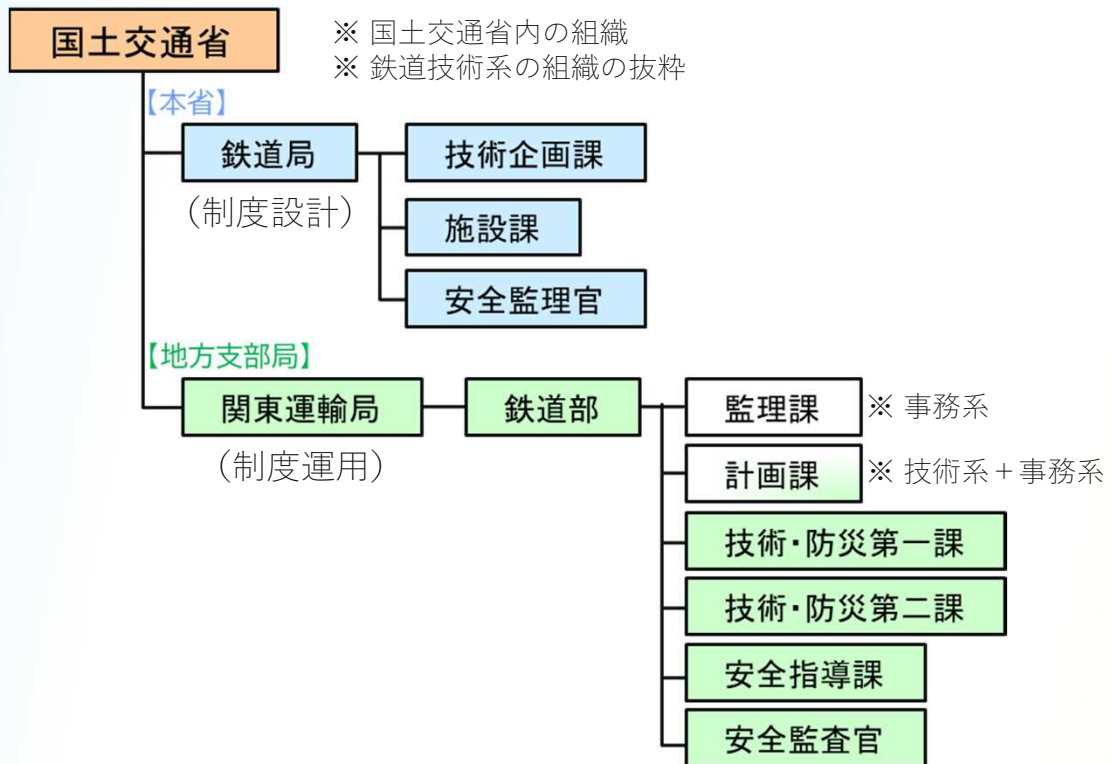 国土交通省
※ 国土交通省内の組織
※ 鉄道技術系の組織の抜粋
【本省】
鉄道局
技術企画課
(制度設計)
施設課
安全監理官
【地方支部局】
関東運輸局
鉄道部
監理課
※ 事務系
(制度運用)
計画課
※ 技術系+事務系
技術・防災第一課
技術・防災第二課
安全指導課
安全監査官